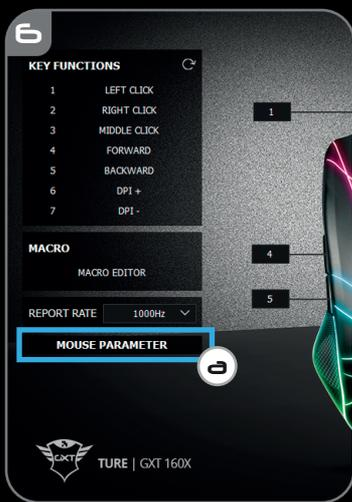 6
KEY FUNCTIONS
1 LEFT CLICK
2 RIGHT CLICK
3 MIDDLE CLICK
4 FORWARD
5 BACKWARD
6 DPI +
7 DPI -
1
MACRO
MACRO EDITOR
4
5
REPORT RATE 1000Hz
MOUSE PARAMETER
a
GXT
TURE | GXT 160X